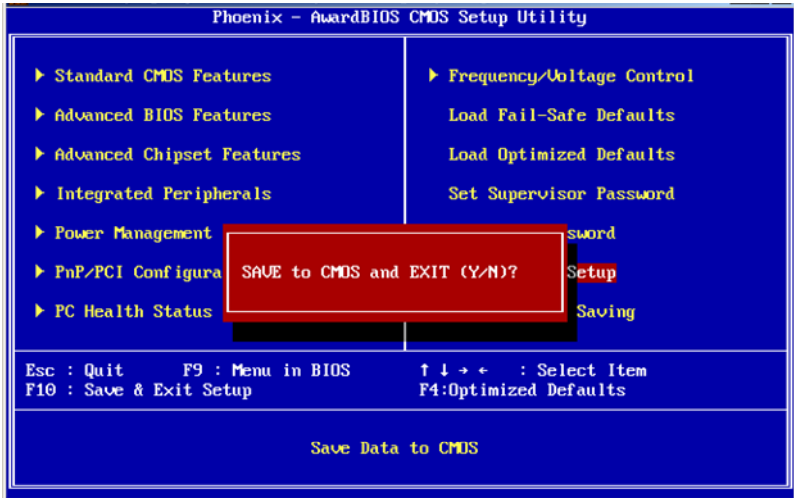 Phoenix - AwardBIOS CMOS Setup Utility
Standard CMOS Features
Advanced BIOS Features
Advanced Chipset Features
Integrated Peripherals
Power Management
PnP/PCI Configura
PC Health Status
Frequency/Voltage Control
Load Fail-Safe Defaults
Load Optimized Defaults
Set Supervisor Password
sword
Setup
Saving
SAVE to CMOS and EXIT (Y/N)?
Esc : Quit F9 : Menu in BIOS ↑ ↓ → ← : Select Item
F10 : Save & Exit Setup F4:Optimized Defaults
Save Data to CMOS